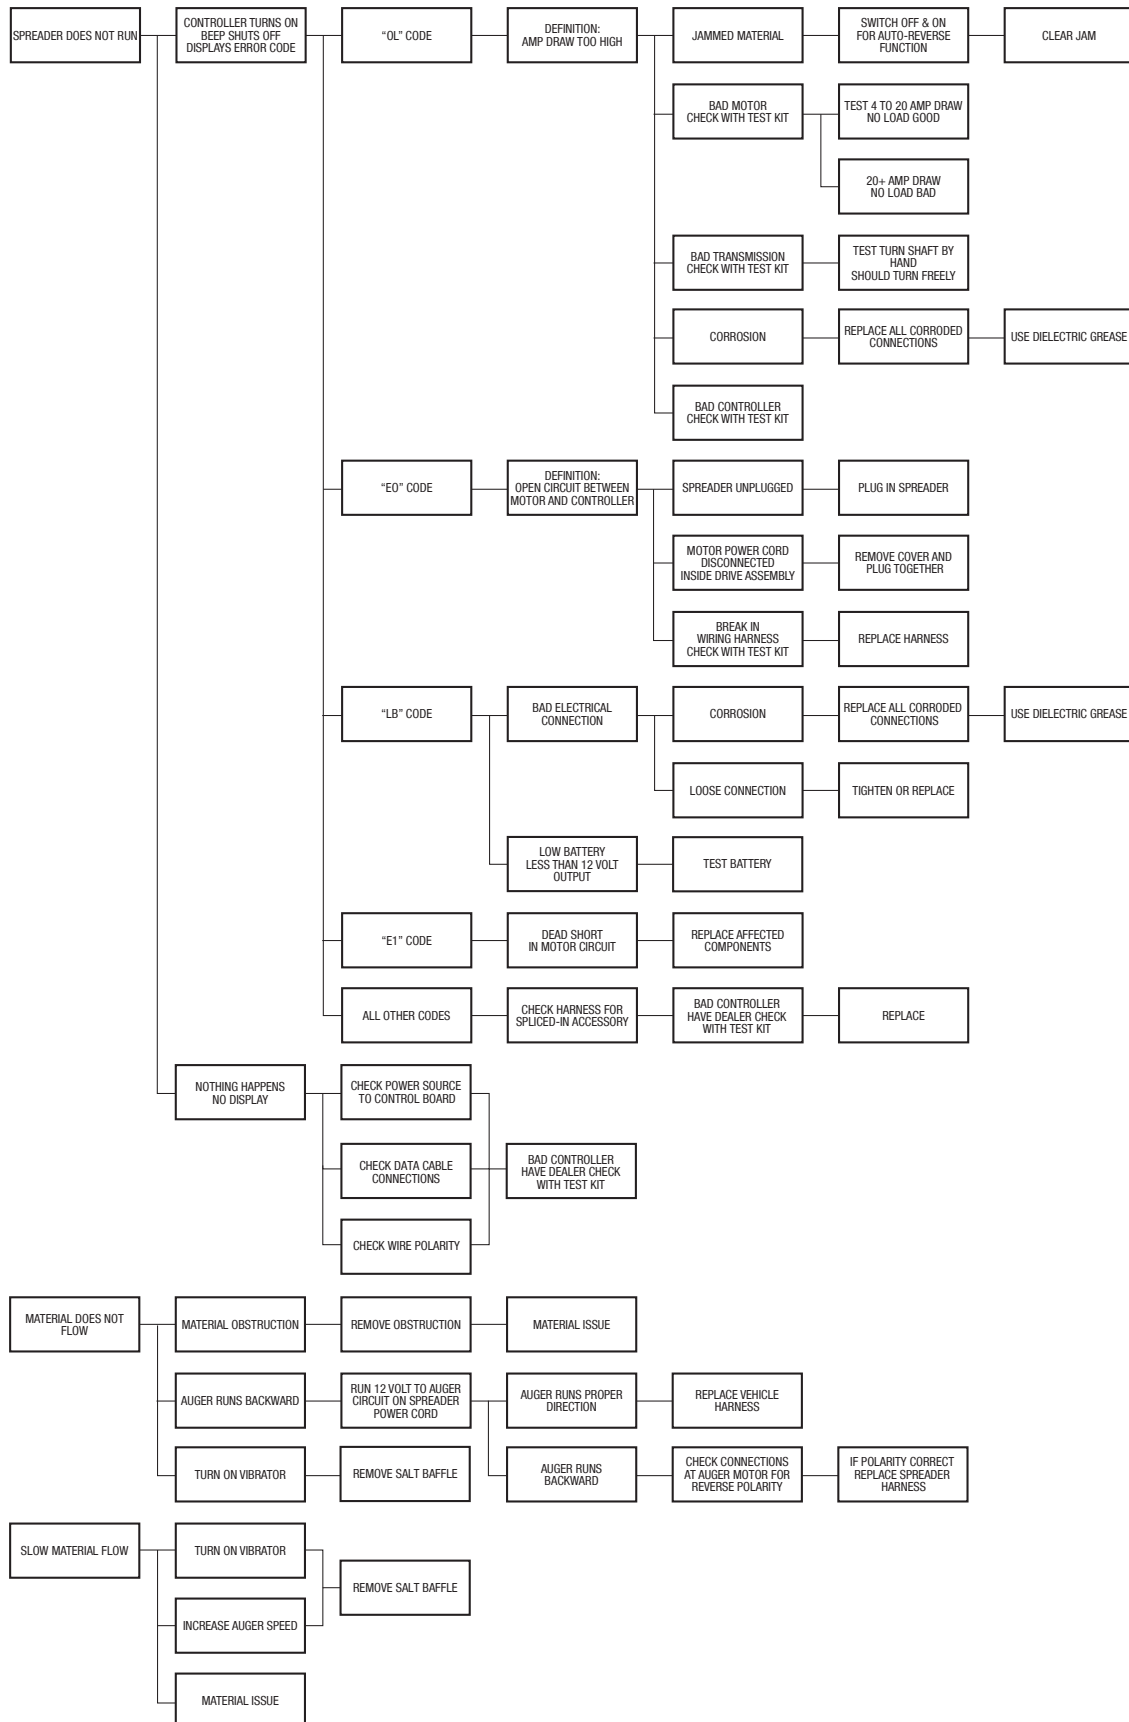 SPREADER DOES NOT RUN
CONTROLLER TURNS ON
BEEP SHUTS OFF
DISPLAYS ERROR CODE
“OL” CODE
DEFINITION:
AMP DRAW TOO HIGH
JAMMED MATERIAL
SWITCH OFF & ON
FOR AUTO-REVERSE
FUNCTION
CLEAR JAM
BAD MOTOR
CHECK WITH TEST KIT
TEST 4 TO 20 AMP DRAW
NO LOAD GOOD
20+ AMP DRAW
NO LOAD BAD
BAD TRANSMISSION
CHECK WITH TEST KIT
TEST TURN SHAFT BY
HAND
SHOULD TURN FREELY
CORROSION
REPLACE ALL CORRODED
CONNECTIONS
USE DIELECTRIC GREASE
BAD CONTROLLER
CHECK WITH TEST KIT
“EO” CODE
DEFINITION:
OPEN CIRCUIT BETWEEN
MOTOR AND CONTROLLER
SPREADER UNPLUGGED
PLUG IN SPREADER
MOTOR POWER CORD
DISCONNECTED
INSIDE DRIVE ASSEMBLY
REMOVE COVER AND
PLUG TOGETHER
BREAK IN
WIRING HARNESS
CHECK WITH TEST KIT
REPLACE HARNESS
“LB” CODE
BAD ELECTRICAL
CONNECTION
CORROSION
REPLACE ALL CORRODED
CONNECTIONS
USE DIELECTRIC GREASE
LOOSE CONNECTION
TIGHTEN OR REPLACE
LOW BATTERY
LESS THAN 12 VOLT
OUTPUT
TEST BATTERY
“E1” CODE
DEAD SHORT
IN MOTOR CIRCUIT
REPLACE AFFECTED
COMPONENTS
ALL OTHER CODES
CHECK HARNESS FOR
SPLICED-IN ACCESSORY
BAD CONTROLLER
HAVE DEALER CHECK
WITH TEST KIT
REPLACE
NOTHING HAPPENS
NO DISPLAY
CHECK POWER SOURCE
TO CONTROL BOARD
CHECK DATA CABLE
CONNECTIONS
BAD CONTROLLER
HAVE DEALER CHECK
WITH TEST KIT
CHECK WIRE POLARITY
MATERIAL DOES NOT
FLOW
MATERIAL OBSTRUCTION
REMOVE OBSTRUCTION
MATERIAL ISSUE
AUGER RUNS BACKWARD
RUN 12 VOLT TO AUGER
CIRCUIT ON SPREADER
POWER CORD
AUGER RUNS PROPER
DIRECTION
REPLACE VEHICLE
HARNESS
TURN ON VIBRATOR
REMOVE SALT BAFFLE
AUGER RUNS
BACKWARD
CHECK CONNECTIONS
AT AUGER MOTOR FOR
REVERSE POLARITY
IF POLARITY CORRECT
REPLACE SPREADER
HARNESS
SLOW MATERIAL FLOW
TURN ON VIBRATOR
REMOVE SALT BAFFLE
INCREASE AUGER SPEED
MATERIAL ISSUE